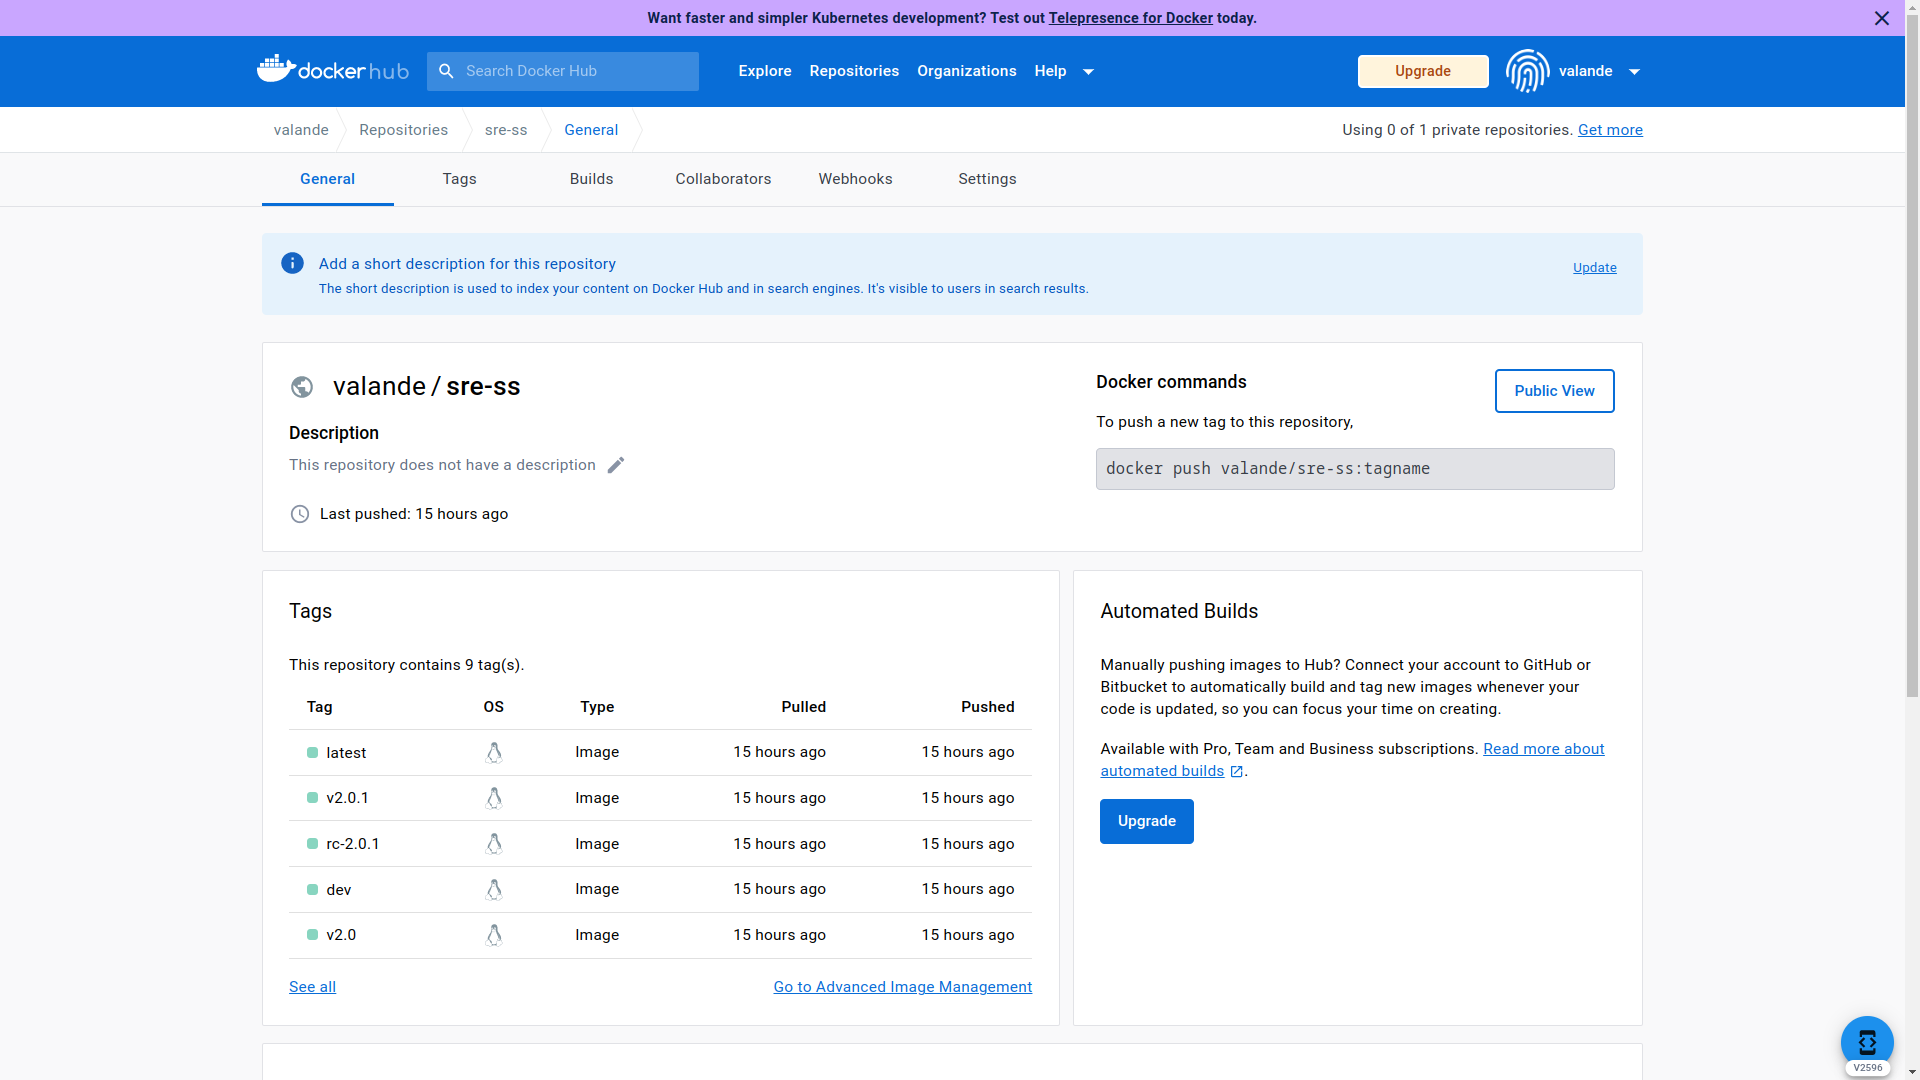 Want faster and simpler Kubernetes development? Test out Telepresence for Docker today.
docker hub
Search Docker Hub
Explore
Repositories
Organizations
Help
Upgrade
valande
valande
Repositories
sre-ss
General
Using 0 of 1 private repositories. Get more
General
Tags
Builds
Collaborators
Webhooks
Settings
Add a short description for this repository
The short description is used to index your content on Docker Hub and in search engines. It's visible to users in search results.
Update
valande / sre-ss
Description
This repository does not have a description
Last pushed: 15 hours ago
Docker commands
Public View
To push a new tag to this repository,
docker push valande/sre-ss:tagname
Tags
This repository contains 9 tag(s).
Tag OS Type Pulled Pushed
latest Image 15 hours ago 15 hours ago
v2.0.1 Image 15 hours ago 15 hours ago
rc-2.0.1 Image 15 hours ago 15 hours ago
dev Image 15 hours ago 15 hours ago
v2.0 Image 15 hours ago 15 hours ago
See all
Go to Advanced Image Management
Automated Builds
Manually pushing images to Hub? Connect your account to GitHub or
Bitbucket to automatically build and tag new images whenever your
code is updated, so you can focus your time on creating.
Available with Pro, Team and Business subscriptions. Read more about
automated builds .
Upgrade
V2596